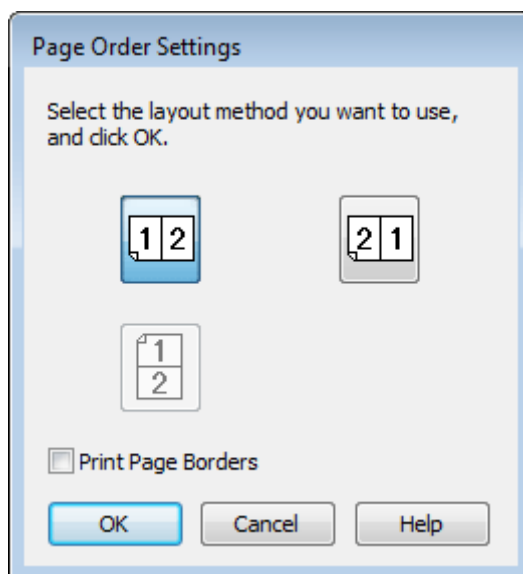 Page Order Settings
Select the layout method you want to use,
and click OK.
1 2
2 1
1
2
Print Page Borders
OK Cancel Help